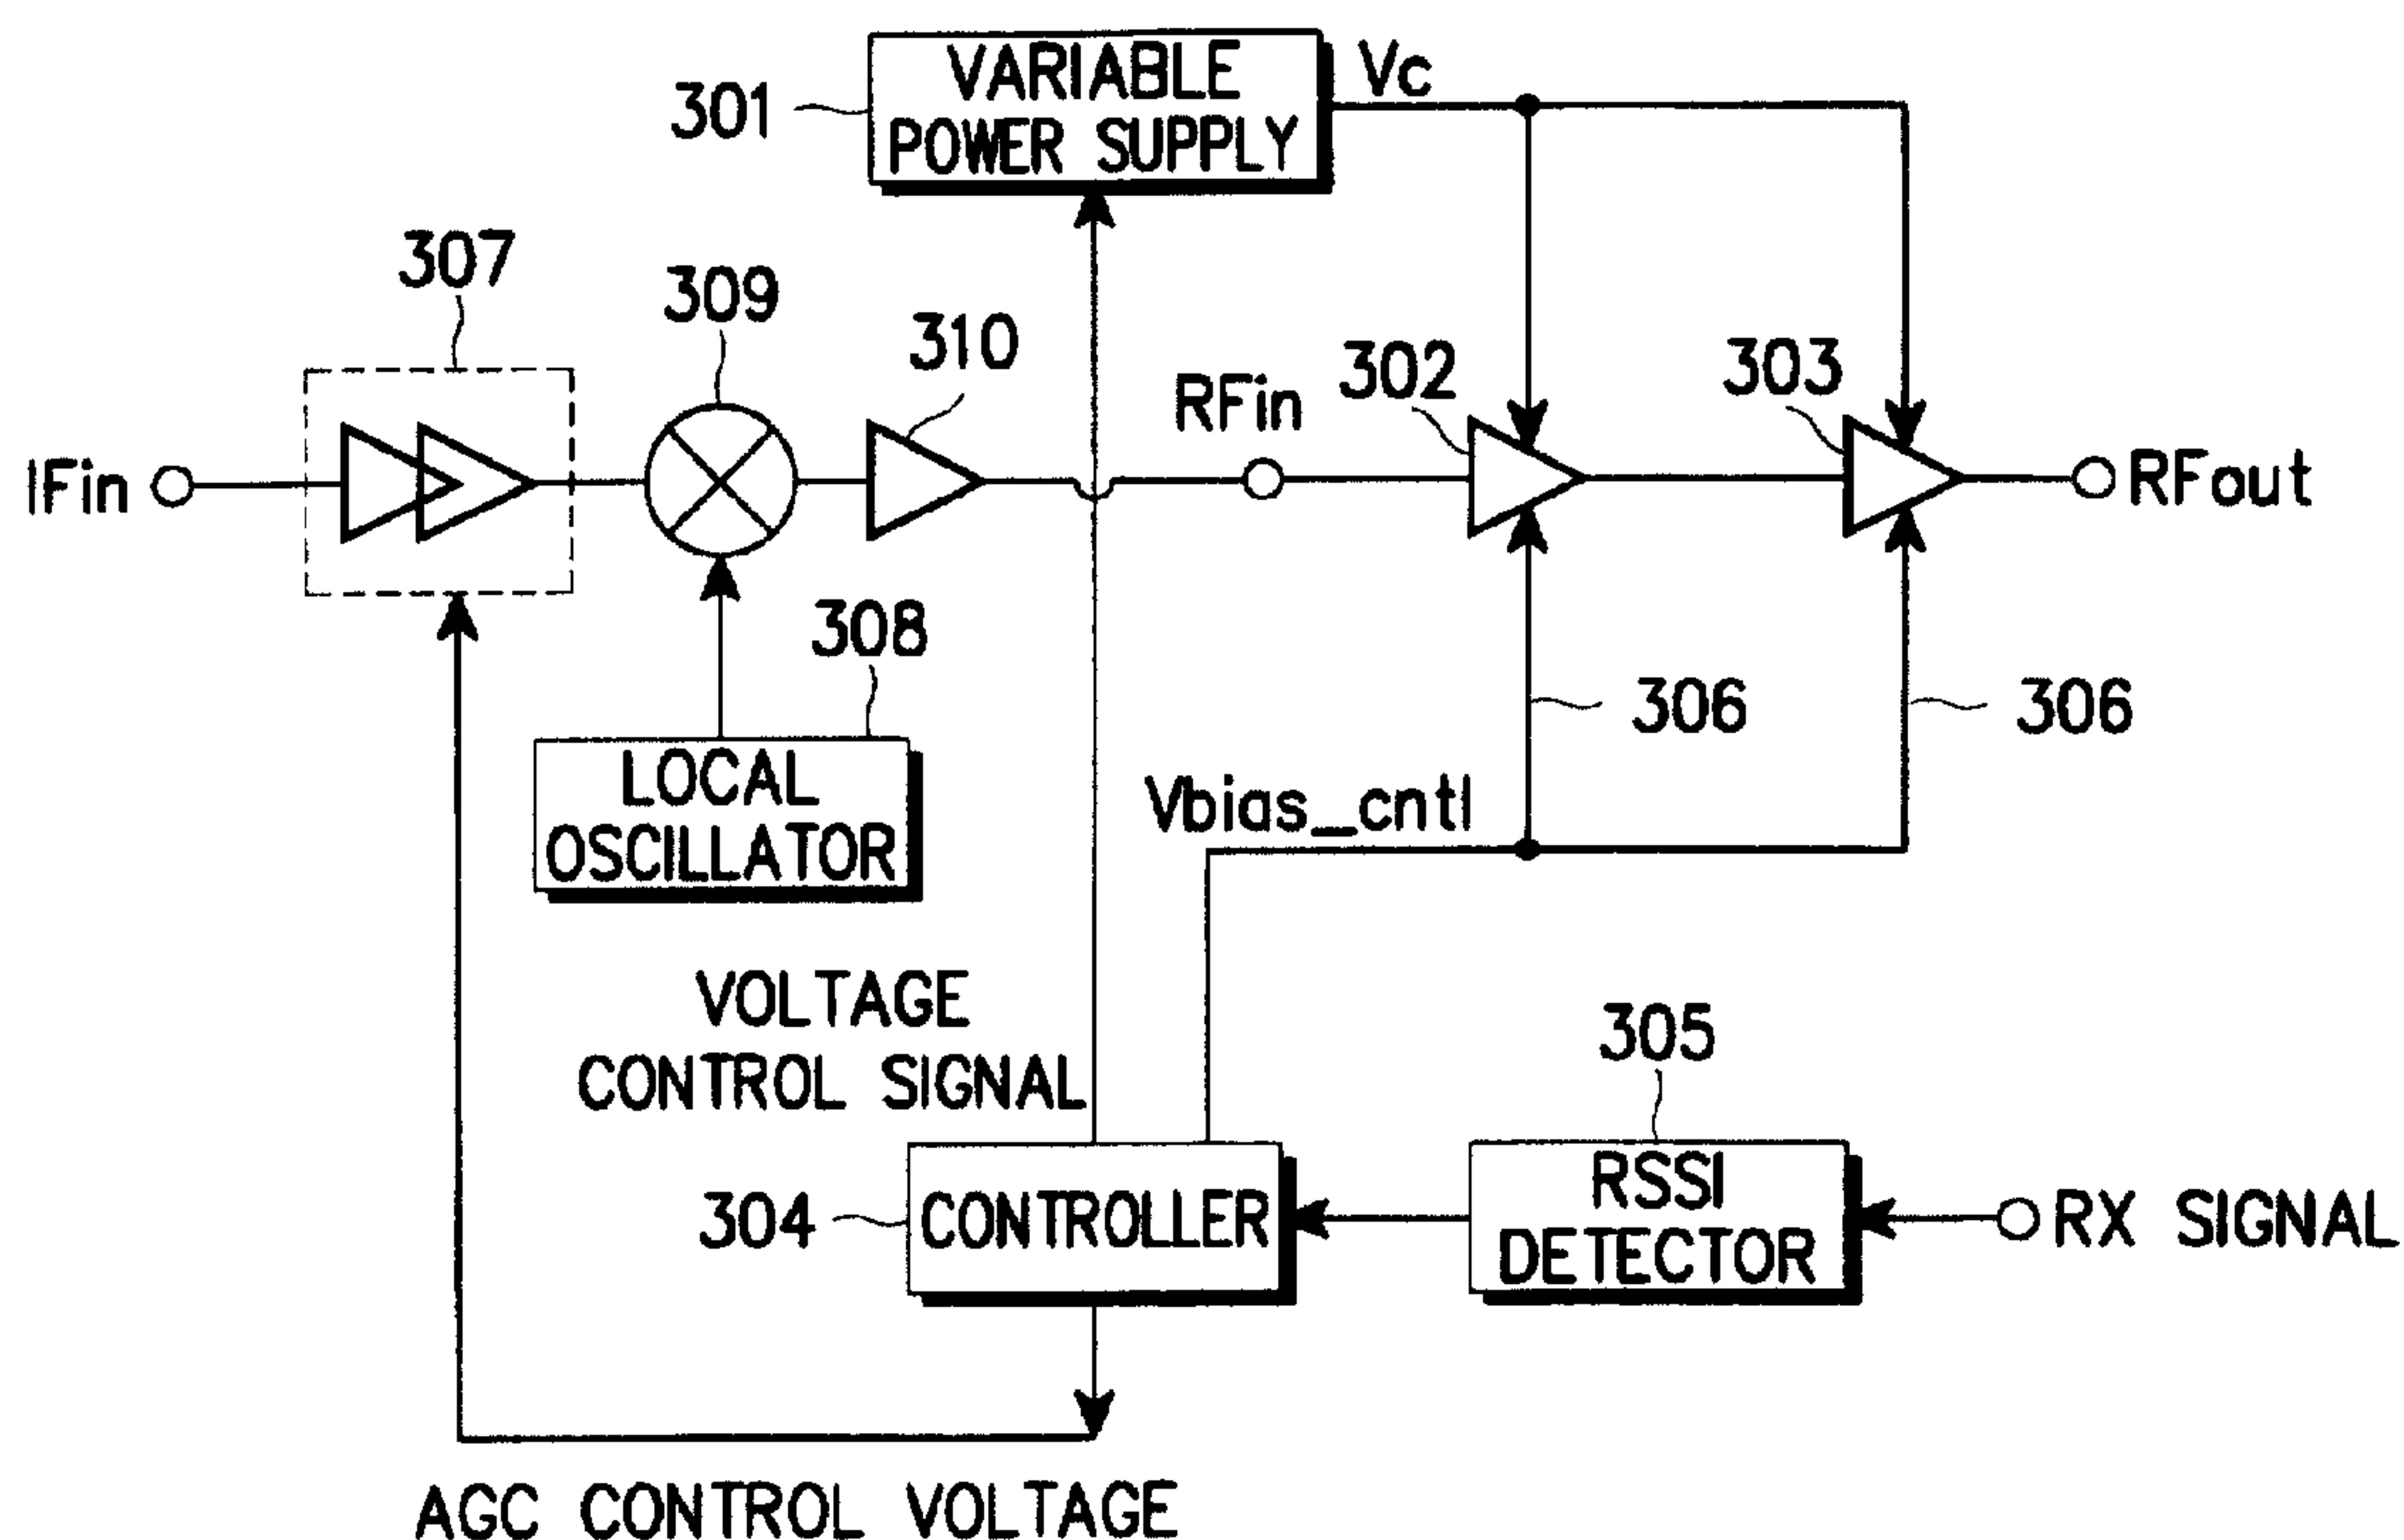 VARIABLE
POWER SUPPLY
Vc
301
307
309
310
RFin
302
303
IFin
RFout
308
306
306
LOCAL
OSCILLATOR
Vbias_cntl
VOLTAGE
CONTROL SIGNAL
305
304
CONTROLLER
RSSI
DETECTOR
RX SIGNAL
AGC CONTROL VOLTAGE